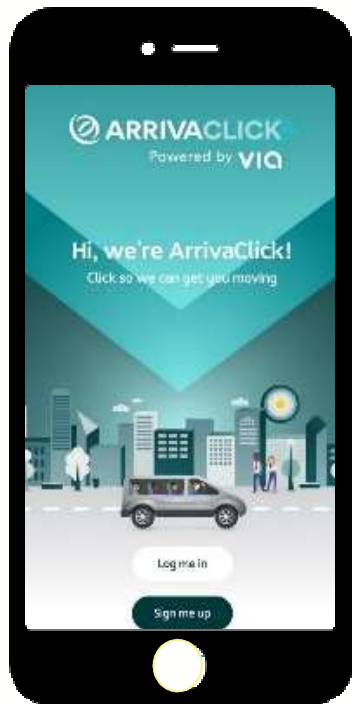 ARRIVACLICK
Powered by VIA
Hi, we're ArrivaClick!
Click so we can get you moving
Log me in
Sign me up